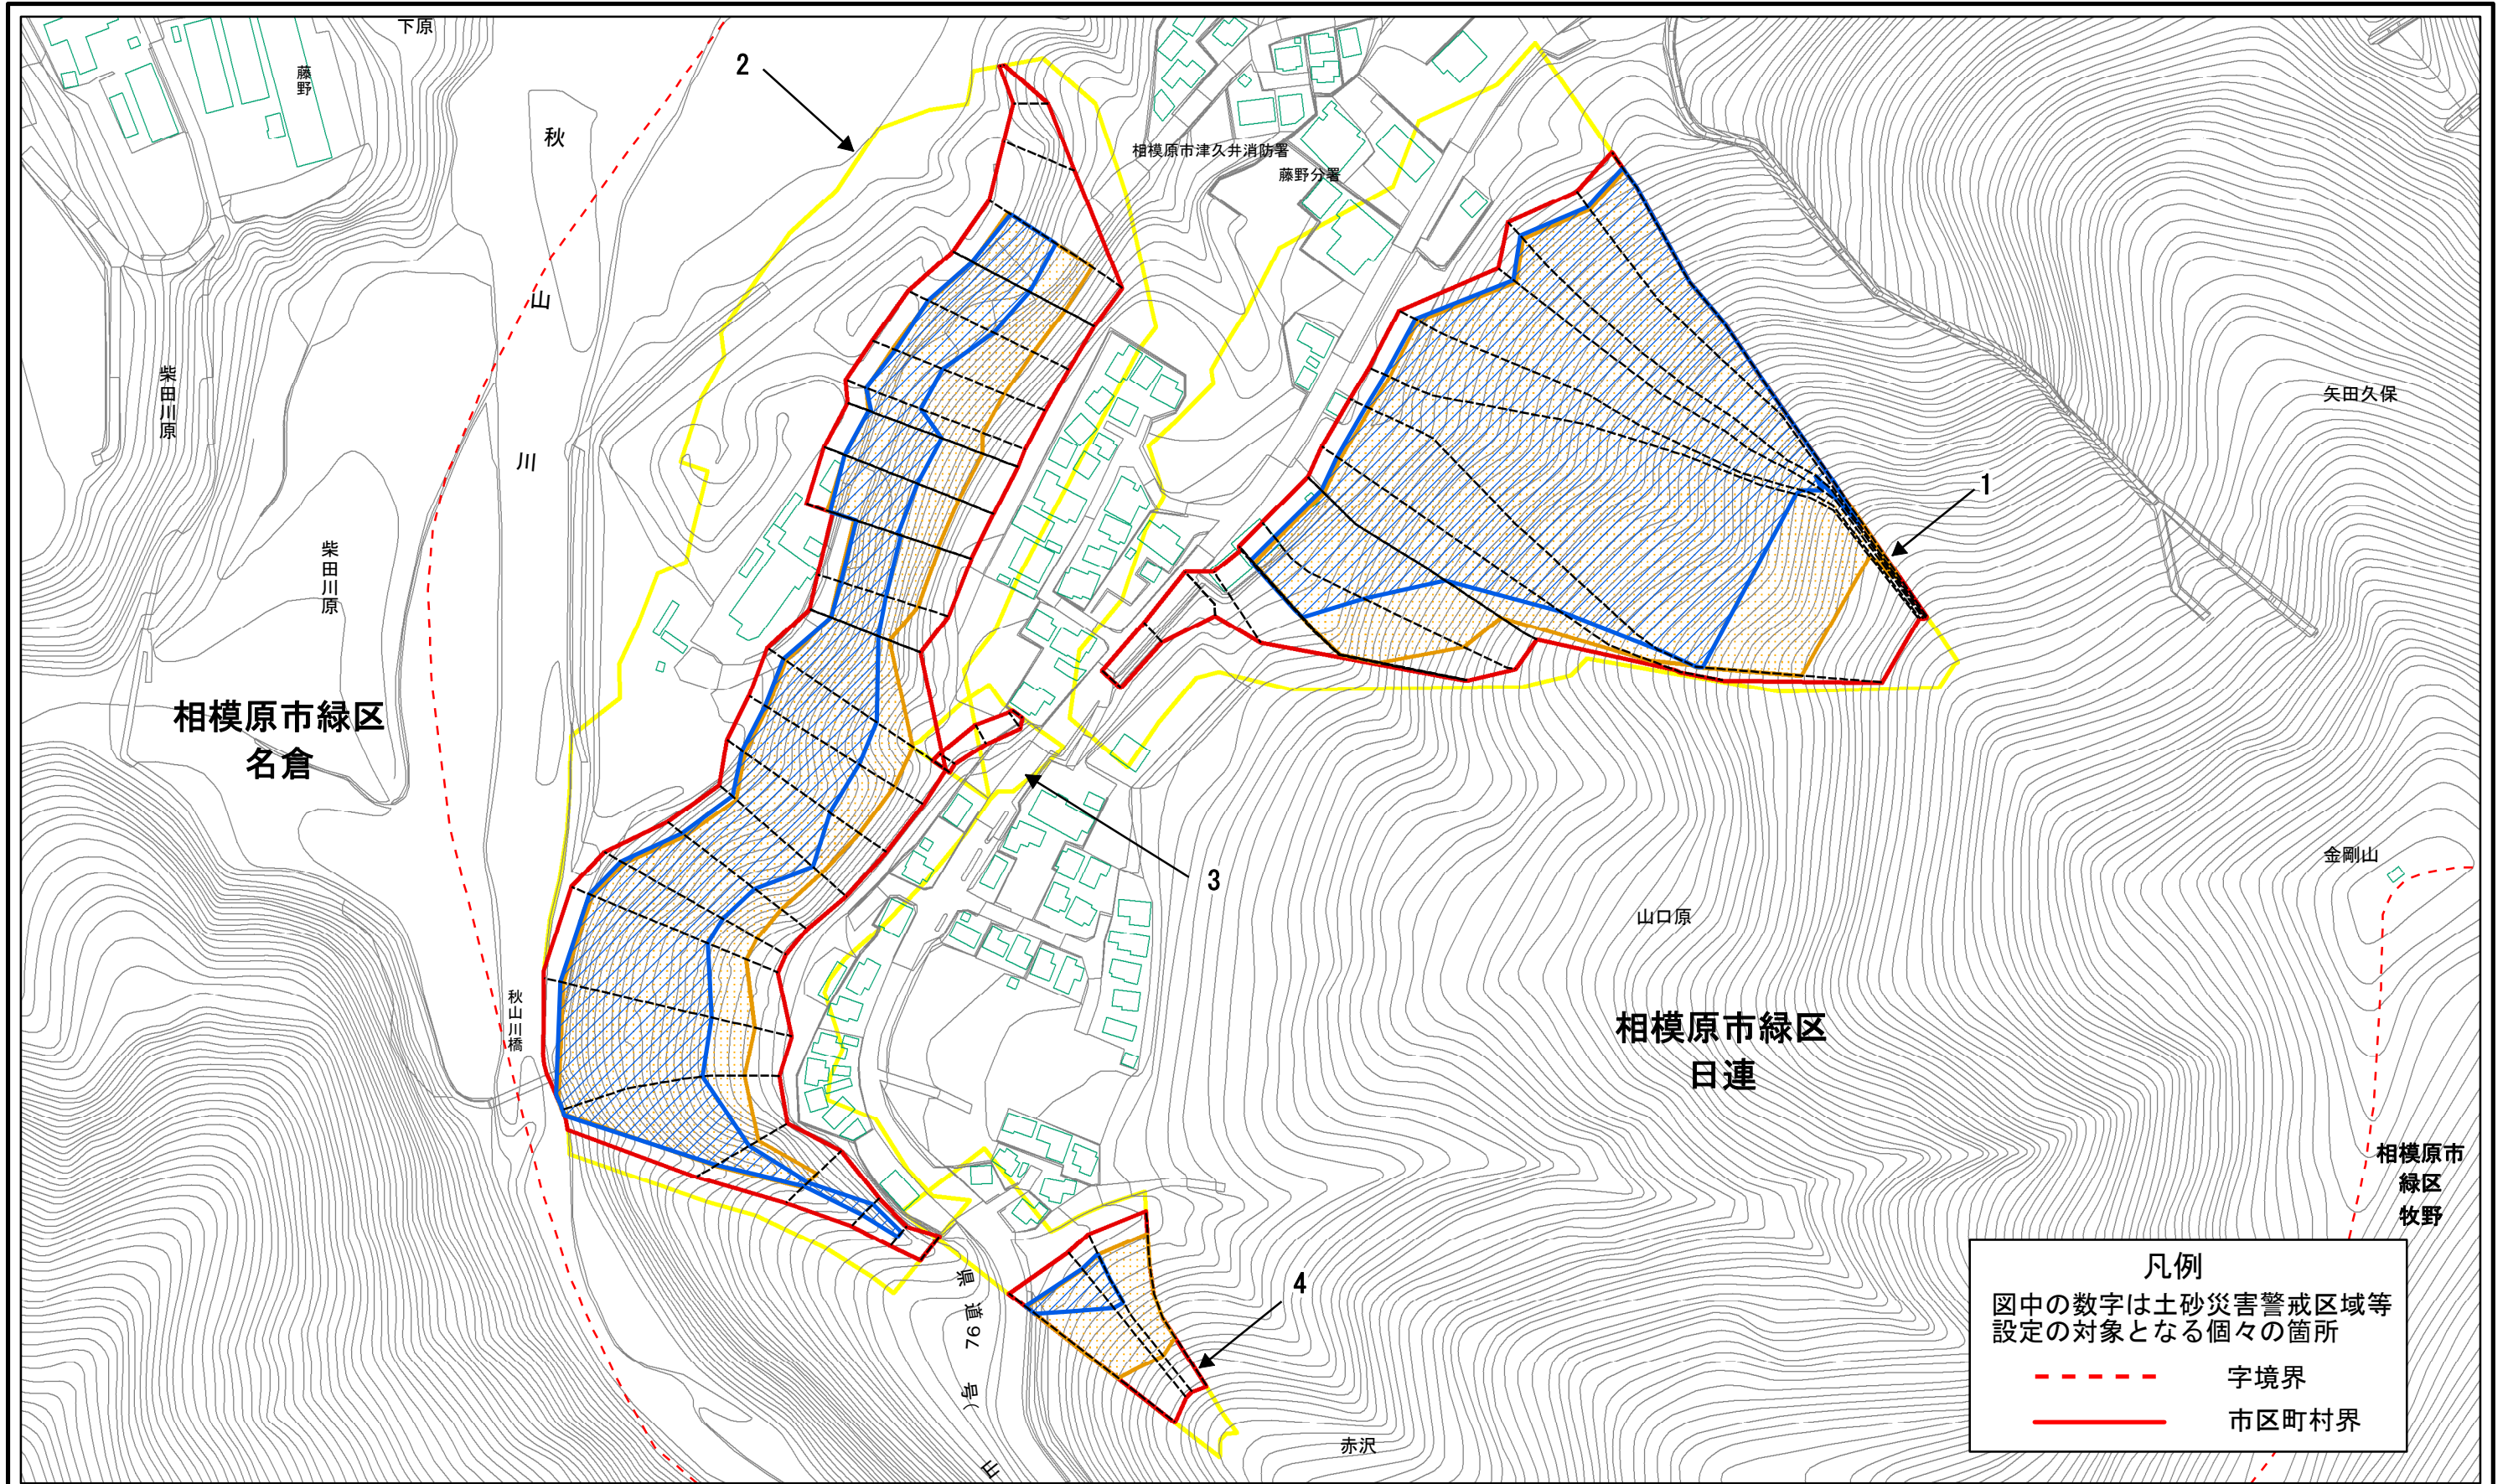 下原
藤野
秋
山
川
2
相模原市津久井消防署
藤野分署
柴田川原
矢田久保
1
柴田川原
相模原市緑区
名倉
3
金剛山
山口原
秋山川橋
相模原市緑区
日連
相模原市
緑区
牧野
4
県道76号)
山
赤沢
凡例
図中の数字は土砂災害警戒区域等
設定の対象となる個々の箇所
字境界
市区町村界